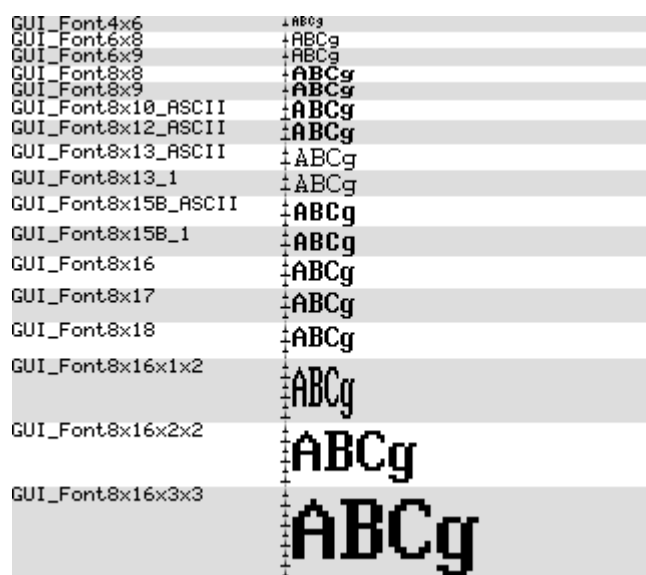 GUI_Font4x6 ABCg
GUI_Font6x8 ABCg
GUI_Font6x9 ABCg
GUI_Font8x8 ABCg
GUI_Font8x9 ABCg
GUI_Font8x10_ASCII ABCg
GUI_Font8x12_ASCII ABCg
GUI_Font8x13_ASCII ABCg
GUI_Font8x13_1 ABCg
GUI_Font8x15B_ASCII ABCg
GUI_Font8x15B_1 ABCg
GUI_Font8x16 ABCg
GUI_Font8x17 ABCg
GUI_Font8x18 ABCg
GUI_Font8x16x1x2 ABCg
GUI_Font8x16x2x2 ABCg
GUI_Font8x16x3x3 ABCg